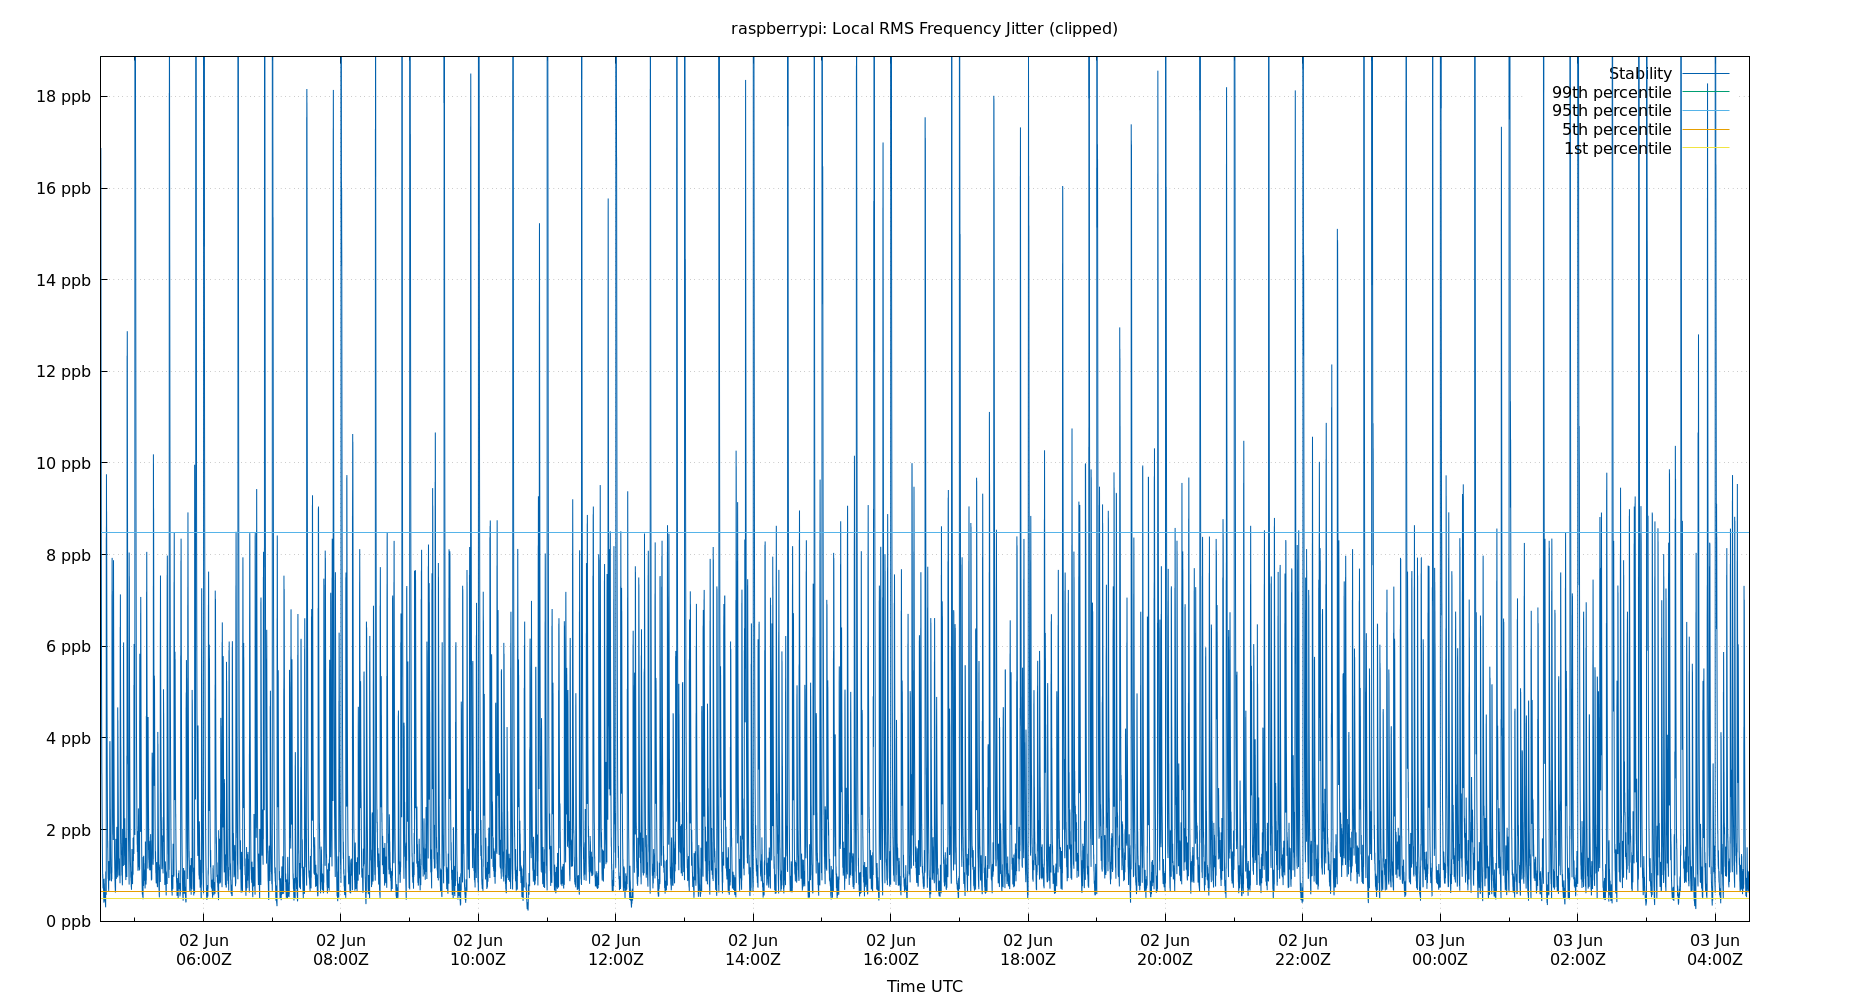 raspberrypi: Local RMS Frequency Jitter (clipped)
Stability
99th percentile
95th percentile
5th percentile
1st percentile
18 ppb
16 ppb
14 ppb
12 ppb
10 ppb
8 ppb
6 ppb
4 ppb
2 ppb
0 ppb
02 Jun 02 Jun 02 Jun 02 Jun 02 Jun 02 Jun 02 Jun 02 Jun 02 Jun 03 Jun 03 Jun 03 Jun
06:00Z 08:00Z 10:00Z 12:00Z 14:00Z 16:00Z 18:00Z 20:00Z 22:00Z 00:00Z 02:00Z 04:00Z
Time UTC